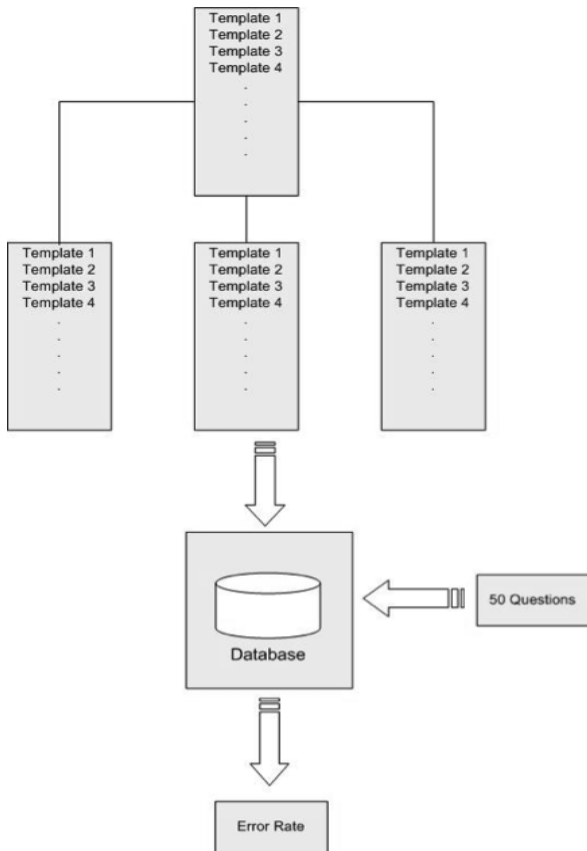 Template 1
Template 2
Template 3
Template 4
.
.
.
.
.
Template 1
Template 2
Template 3
Template 4
.
.
.
.
.
Template 1
Template 2
Template 3
Template 4
.
.
.
.
.
Template 1
Template 2
Template 3
Template 4
.
.
.
.
.
50 Questions
Database
Error Rate